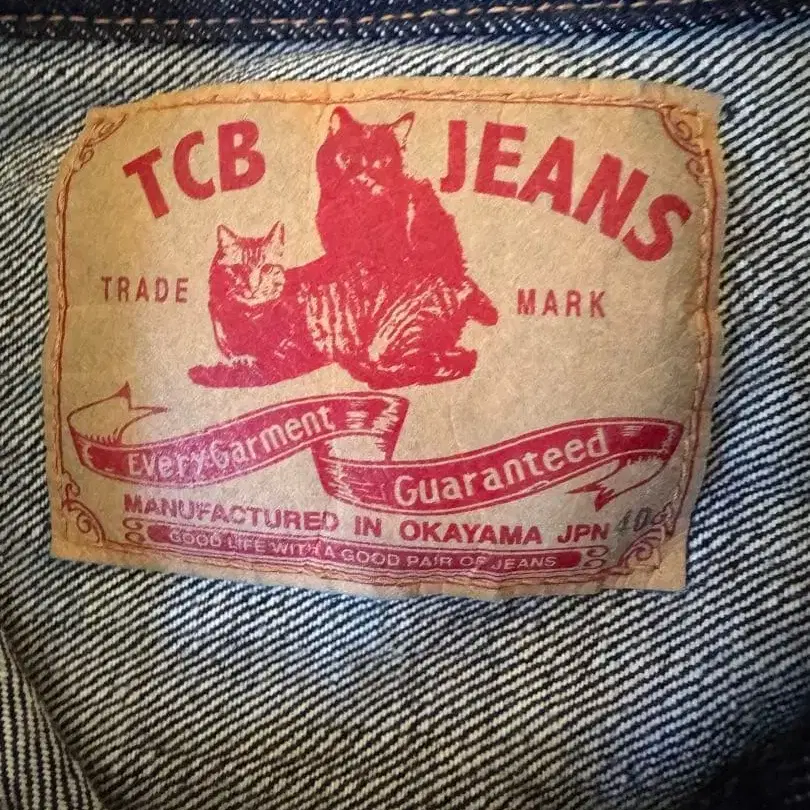 TCB JEANS
TRADE MARK
Every Garment
Guaranteed
MANUFACTURED IN OKAYAMA JPN 40
GOOD LIFE WITH A GOOD PAIR OF JEANS